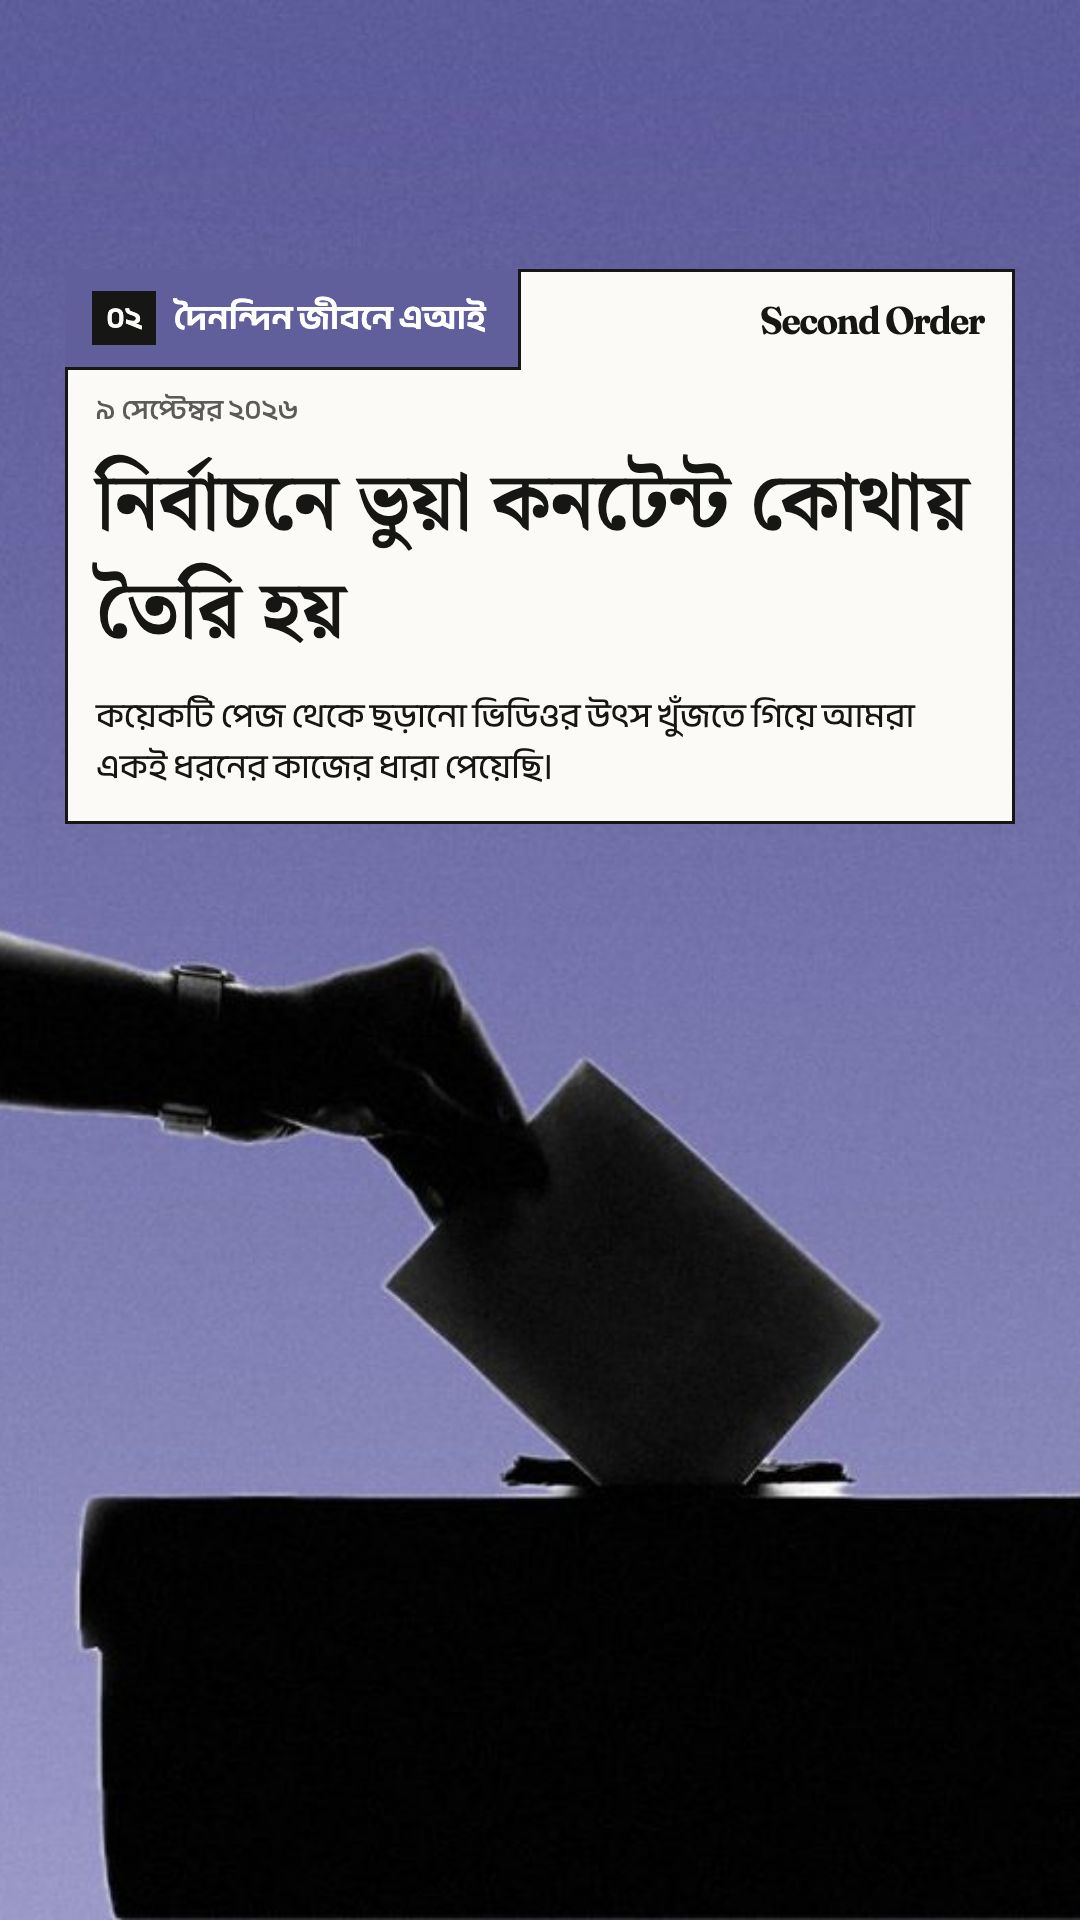 ০২ দৈনন্দিন জীবনে এআই
Second Order
৯ সেপ্টেম্বর ২০২৬
নির্বাচনে ভুয়া কনটেন্ট কোথায়
তৈরি হয়
কয়েকটি পেজ থেকে ছড়ানো ভিডিওর উৎস খুঁজতে গিয়ে আমরা
একই ধরনের কাজের ধারা পেয়েছি।